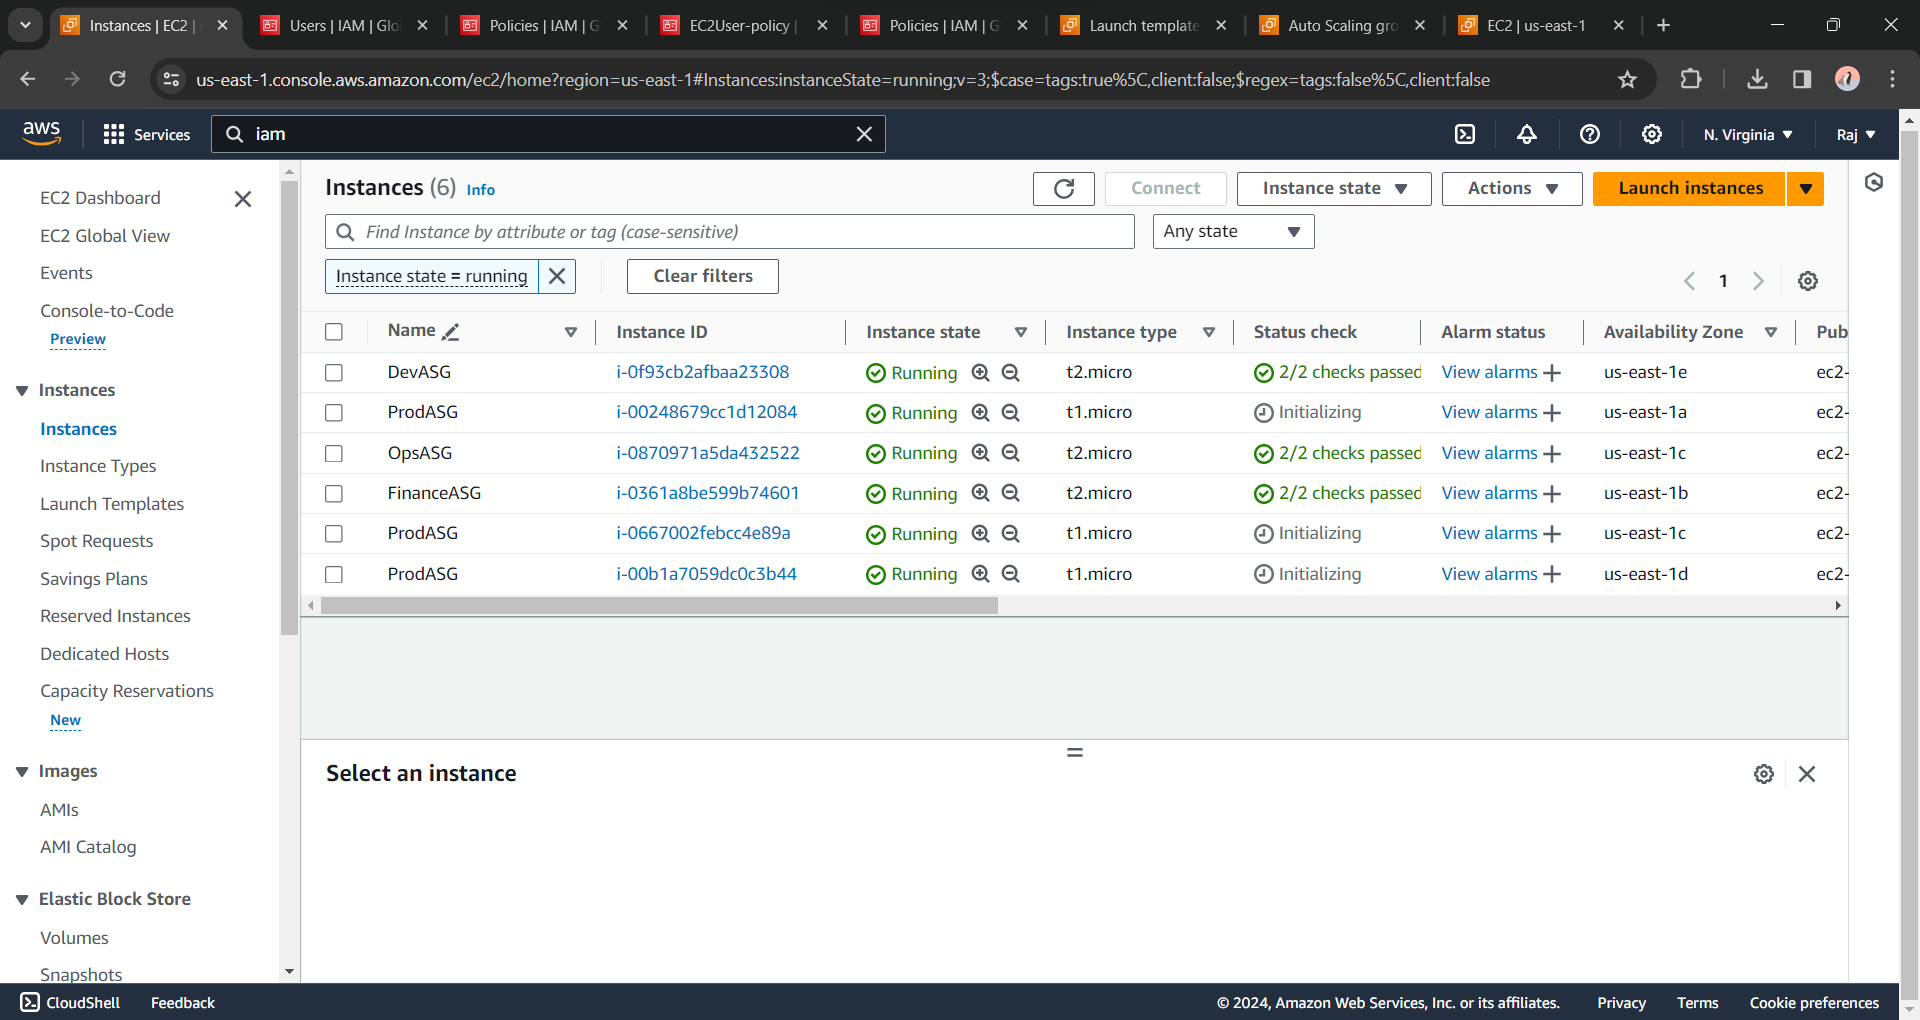 Instances | EC2 |
Users | IAM | Glo
Policies | IAM | G
EC2User-policy |
Policies | IAM | G
Launch template
Auto Scaling gro
EC2 | us-east-1
us-east-1.console.aws.amazon.com/ec2/home?region=us-east-1#Instances:instanceState=running;v=3;$case=tags:true%5C,client:false;$regex=tags:false%5C,client:false
aws
Services
iam
N. Virginia
Raj
EC2 Dashboard
EC2 Global View
Events
Console-to-Code
Preview
Instances
Instances
Instance Types
Launch Templates
Spot Requests
Savings Plans
Reserved Instances
Dedicated Hosts
Capacity Reservations
New
Images
AMIs
AMI Catalog
Elastic Block Store
Volumes
Snapshots
Instances (6) Info
Connect
Instance state
Actions
Launch instances
Find Instance by attribute or tag (case-sensitive)
Any state
Instance state = running
Clear filters
1
Name Instance ID Instance state Instance type Status check Alarm status Availability Zone Pub
DevASG i-0f93cb2afbaa23308 Running t2.micro 2/2 checks passed View alarms us-east-1e ec2-
ProdASG i-00248679cc1d12084 Running t1.micro Initializing View alarms us-east-1a ec2-
OpsASG i-0870971a5da432522 Running t2.micro 2/2 checks passed View alarms us-east-1c ec2-
FinanceASG i-0361a8be599b74601 Running t2.micro 2/2 checks passed View alarms us-east-1b ec2-
ProdASG i-0667002febcc4e89a Running t1.micro Initializing View alarms us-east-1c ec2-
ProdASG i-00b1a7059dc0c3b44 Running t1.micro Initializing View alarms us-east-1d ec2-
Select an instance
CloudShell
Feedback
© 2024, Amazon Web Services, Inc. or its affiliates.
Privacy
Terms
Cookie preferences